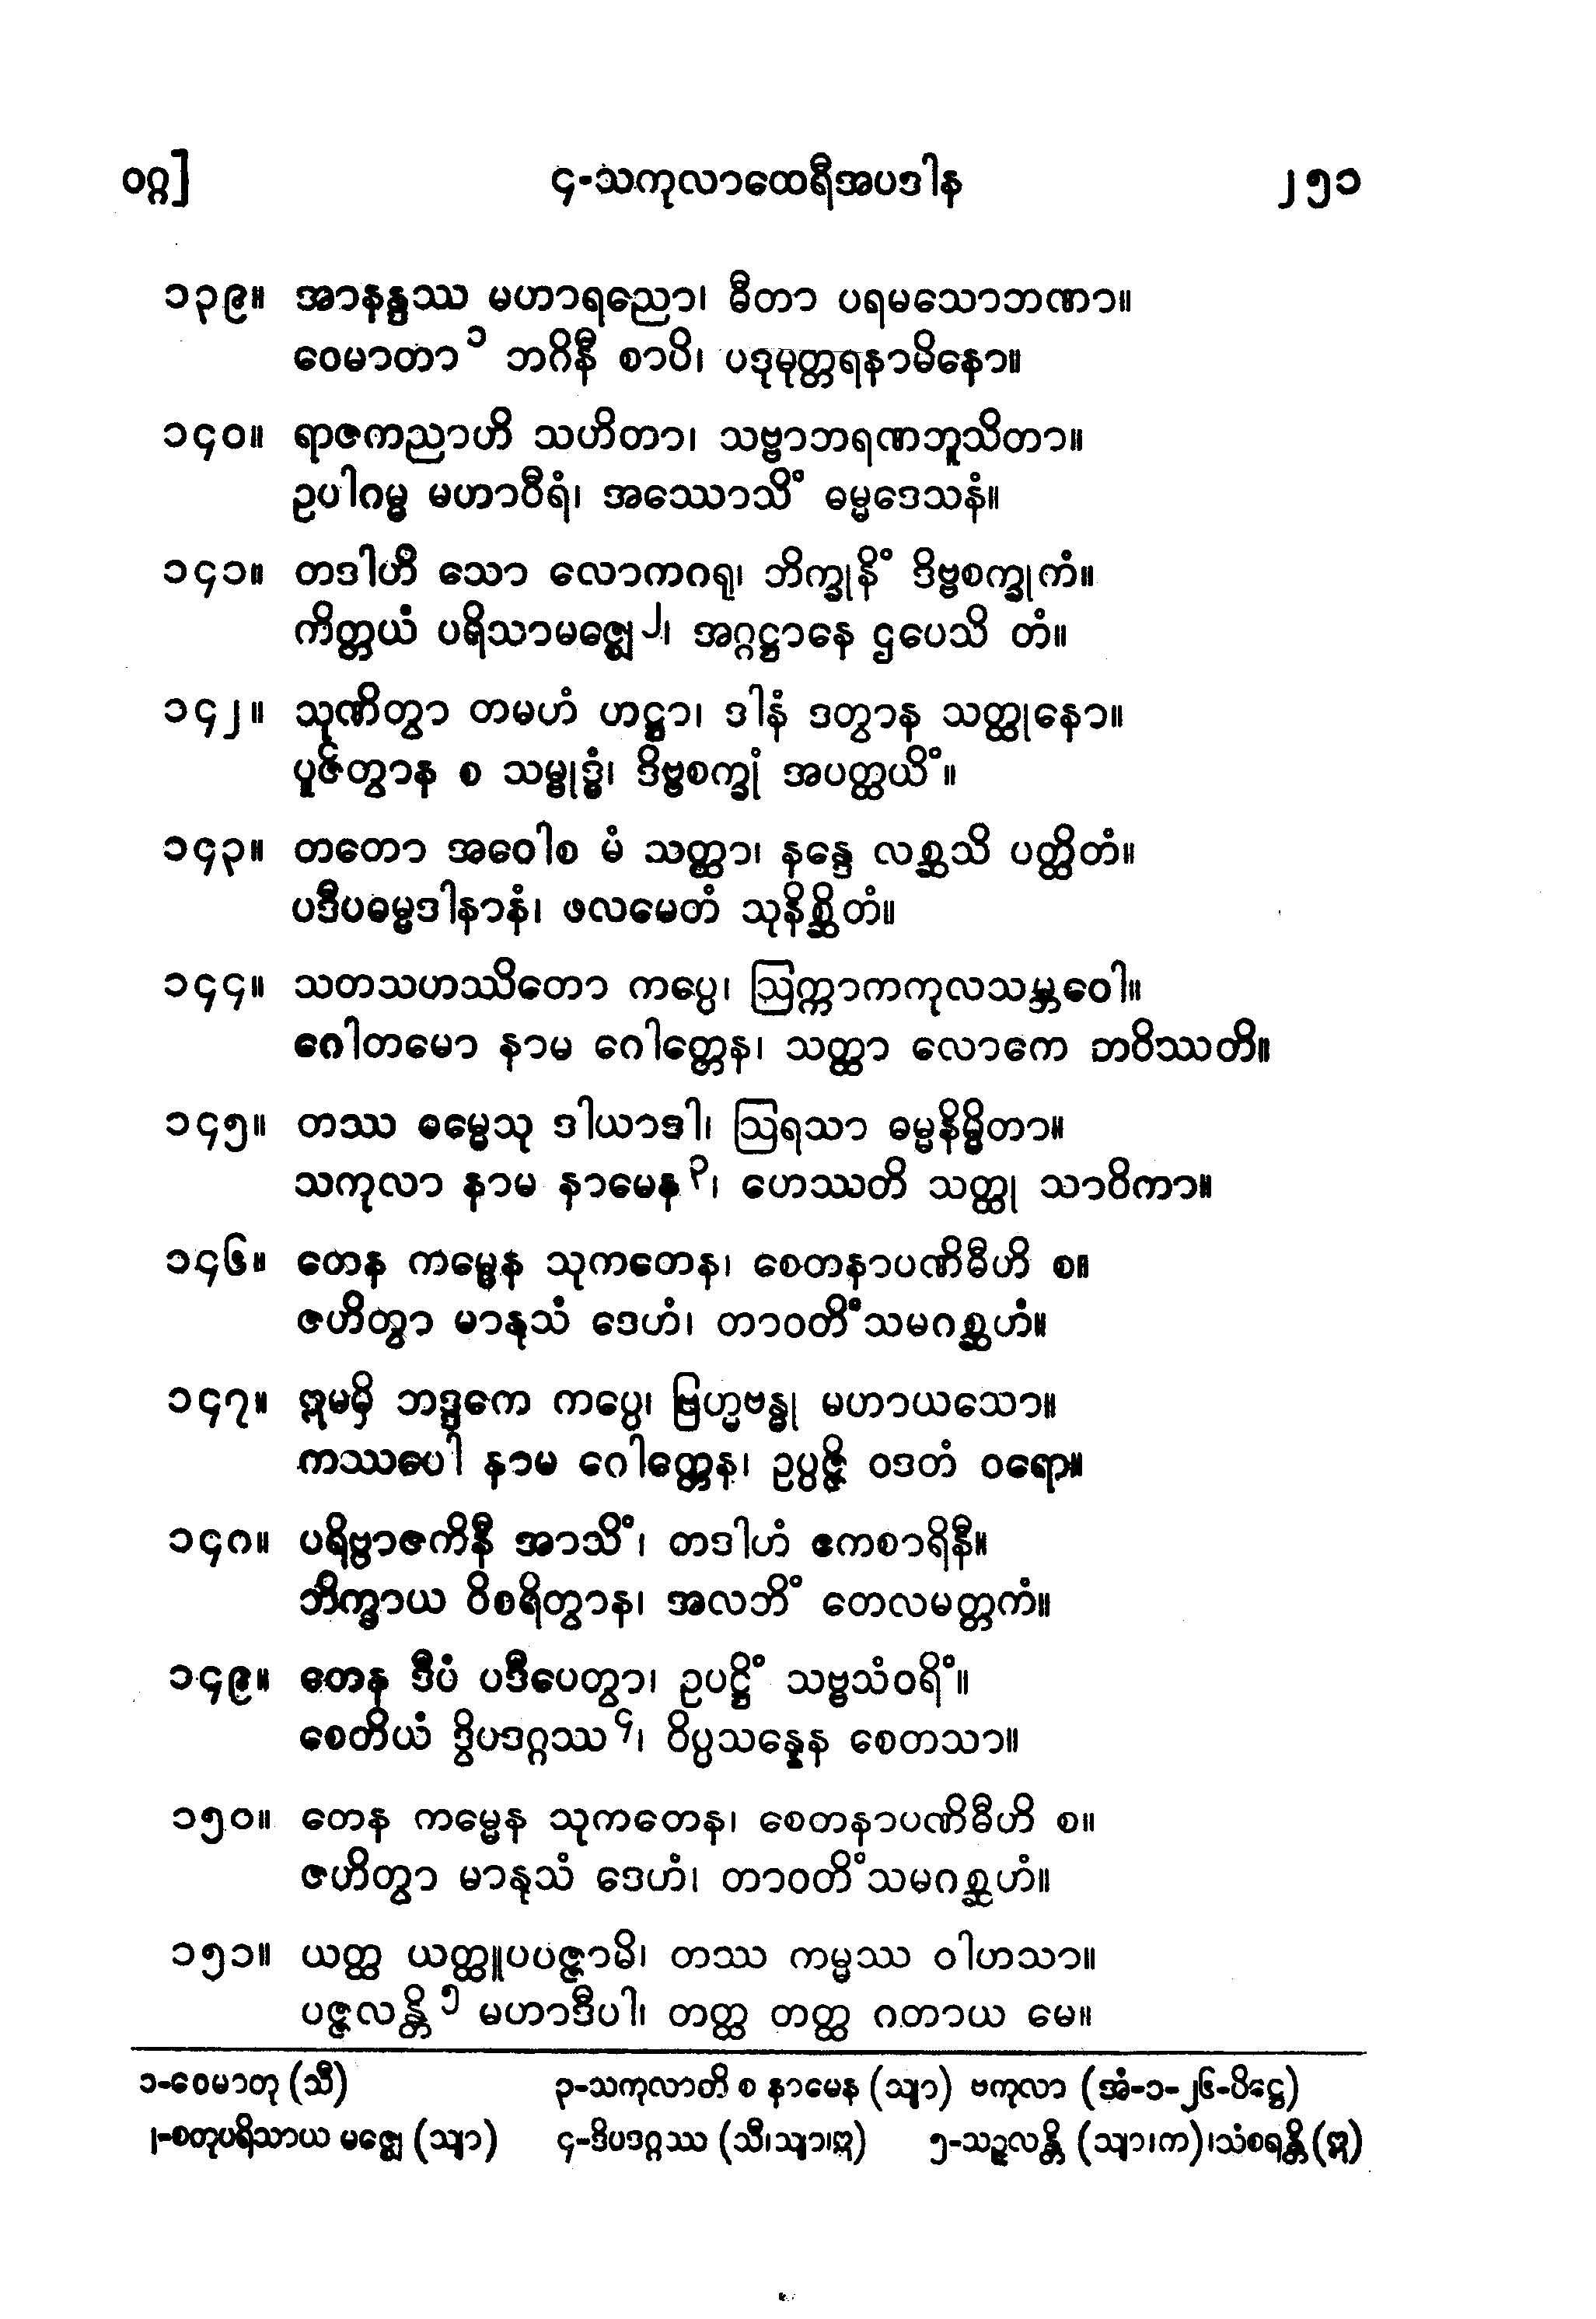 ဝဂ္ဂ] ၄-သကုလာထေရီအပဒါန ၂၅၁
၁၃၉။ အာနန္ဒဿ မဟာရညော၊ ဓီတာ ပရမသောဘဏာ။
ဝေမာတာ ၁ ဘဂိနီ စာပိ၊ ပဒုမုတ္တရနာမိနော။
၁၄၀။ ရာဇကညာဟိ သဟိတာ၊ သဗ္ဗာဘရဏဘူသိတာ။
ဥပါဂမ္မ မဟာဝီရံ၊ အဿောသိံ ဓမ္မဒေသနံ။
၁၄၁။ တဒါဟိ သော လောကဂရု၊ ဘိက္ခုနိံ ဒိဗ္ဗစက္ခုကံ။
ကိတ္တယံ ပရိသာမဇ္ဈေ ၂၊ အဂ္ဂဋ္ဌာနေ ဌပေသိ တံ။
၁၄၂။ သုဏိတွာ တမဟံ ဟဋ္ဌာ၊ ဒါနံ ဒတွာန သတ္ထုနော။
ပူဇိတွာန စ သမ္ဗုဒ္ဓံ၊ ဒိဗ္ဗစက္ခုံ အပတ္ထယိံ။
၁၄၃။ တတော အဝေါစ မံ သတ္ထာ၊ နန္ဒေ လစ္ဆသိ ပတ္ထိတံ။
ပဒီပဓမ္မဒါနာနံ၊ ဖလမေတံ သုနိစ္ဆိတံ။
၁၄၄။ သတသဟဿိတော ကပ္ပေ၊ ဩက္ကာကကုလသမ္ဘဝေါ။
ဂေါတမော နာမ ဂေါတ္တေန၊ သတ္ထာ လောကေ ဘဝိဿတိ။
၁၄၅။ တဿ ဓမ္မေသု ဒါယာဒါ၊ ဩရသာ ဓမ္မနိမ္မိတာ။
သကုလာ နာမ နာမေန ၃၊ ဟေဿတိ သတ္ထု သာဝိကာ။
၁၄၆။ တေန ကမ္မေန သုကတေန၊ စေတနာပဏိဓီဟိ စ။
ဇဟိတွာ မာနုသံ ဒေဟံ၊ တာဝတိံသမဂစ္ဆဟံ။
၁၄၇။ ဣမမှိ ဘဒ္ဒကေ ကပ္ပေ၊ ဗြဟ္မဗန္ဓု မဟာယသော။
ကဿပေါ နာမ ဂေါတ္တေန၊ ဥပ္ပဇ္ဇိ ဝဒတံ ဝရော။
၁၄၈။ ပရိဗ္ဗာဇကိနီ အာသိံ၊ တဒါဟံ ဧကစာရိနီ။
ဘိက္ခာယ ဝိစရိတွာန၊ အလဘိံ တေလမတ္တကံ။
၁၄၉။ တေန ဒီပံ ပဒီပေတွာ၊ ဥပဋ္ဌိံ သဗ္ဗသံဝရိံ။
စေတိယံ ဒွိပဒဂ္ဂဿ ၄၊ ဝိပ္ပသန္နေန စေတသာ။
၁၅၀။ တေန ကမ္မေန သုကတေန၊ စေတနာပဏိဓီဟိ စ။
ဇဟိတွာ မာနုသံ ဒေဟံ၊ တာဝတိံသမဂစ္ဆဟံ။
၁၅၁။ ယတ္ထ ယတ္ထူပပဇ္ဇာမိ၊ တဿ ကမ္မဿ ဝါဟသာ။
ပဇ္ဇလန္တိ ၅ မဟာဒီပါ၊ တတ္ထ တတ္ထ ဂတာယ မေ။
၁-ဝေမာတု (သီ) ၃-သကုလာတိ စ နာမေန (သျာ) ဗကုလာ (အံ-၁-၂၆-ပိဋ္ဌေ)
၂-စတုပရိသာယ မဇ္ဈေ (သျာ) ၄-ဒိပဒဂ္ဂဿ (သီ၊သျာ၊ဣ) ၅-သဉ္စလန္တိ (သျာ၊က)၊သံစရန္တိ (ဣ)